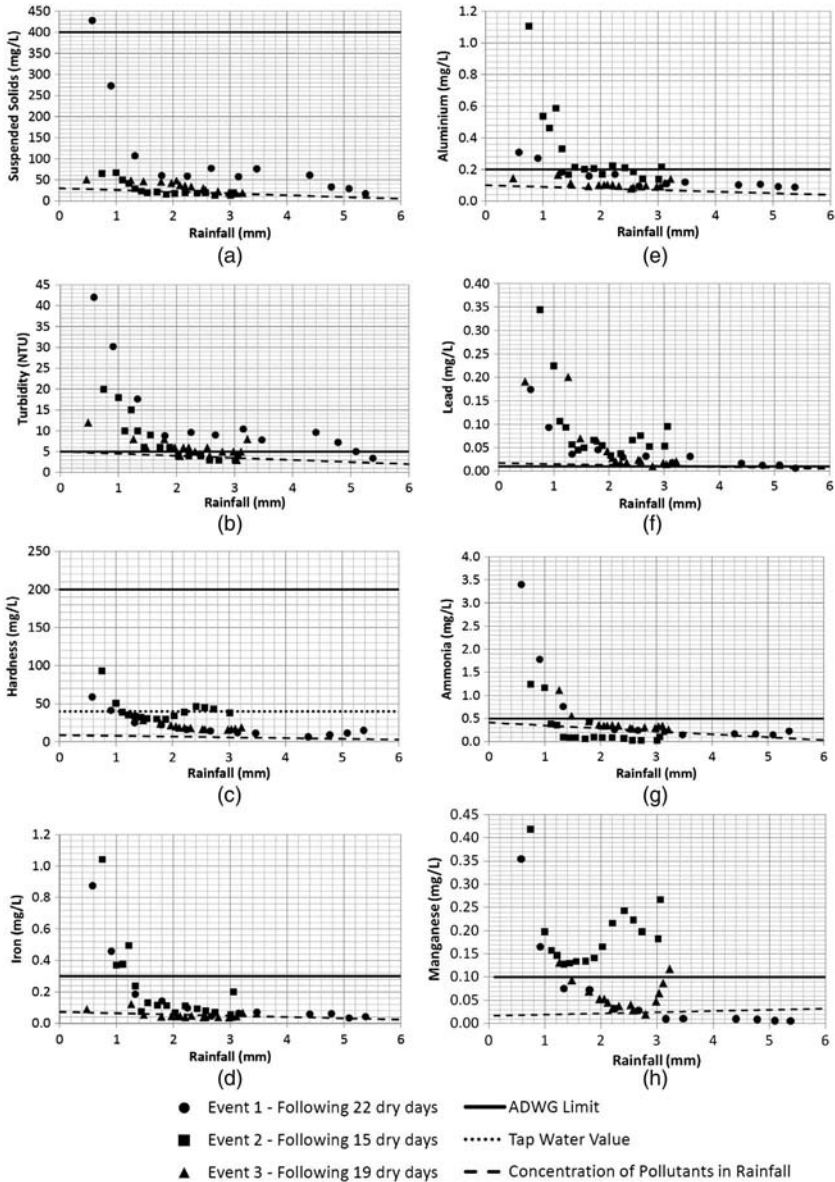 500
450
400
350
300
250
200
150
100
50
0
Suspended Solids (mg/L)
0 1 2 3 4 5 6
Rainfall (mm)
(a)
1.2
1.0
0.8
0.6
0.4
0.2
0.0
Aluminium (mg/L)
0 1 2 3 4 5 6
Rainfall (mm)
(e)
45
40
35
30
25
20
15
10
5
0
Turbidity (NTU)
0 1 2 3 4 5 6
Rainfall (mm)
(b)
0.40
0.35
0.30
0.25
0.20
0.15
0.10
0.05
0.00
Lead (mg/L)
0 1 2 3 4 5 6
Rainfall (mm)
(f)
250
200
150
100
50
0
Hardness (mg/L)
0 1 2 3 4 5 6
Rainfall (mm)
(c)
4.0
3.5
3.0
2.5
2.0
1.5
1.0
0.5
0.0
Ammonia (mg/L)
0 1 2 3 4 5 6
Rainfall (mm)
(g)
1.2
1.0
0.8
0.6
0.4
0.2
0.0
Iron (mg/L)
0 1 2 3 4 5 6
Rainfall (mm)
(d)
0.45
0.40
0.35
0.30
0.25
0.20
0.15
0.10
0.05
0.00
Manganese (mg/L)
0 1 2 3 4 5 6
Rainfall (mm)
(h)
Event 1 - Following 22 dry days
ADWG Limit
Event 2 - Following 15 dry days
Tap Water Value
Event 3 - Following 19 dry days
Concentration of Pollutants in Rainfall